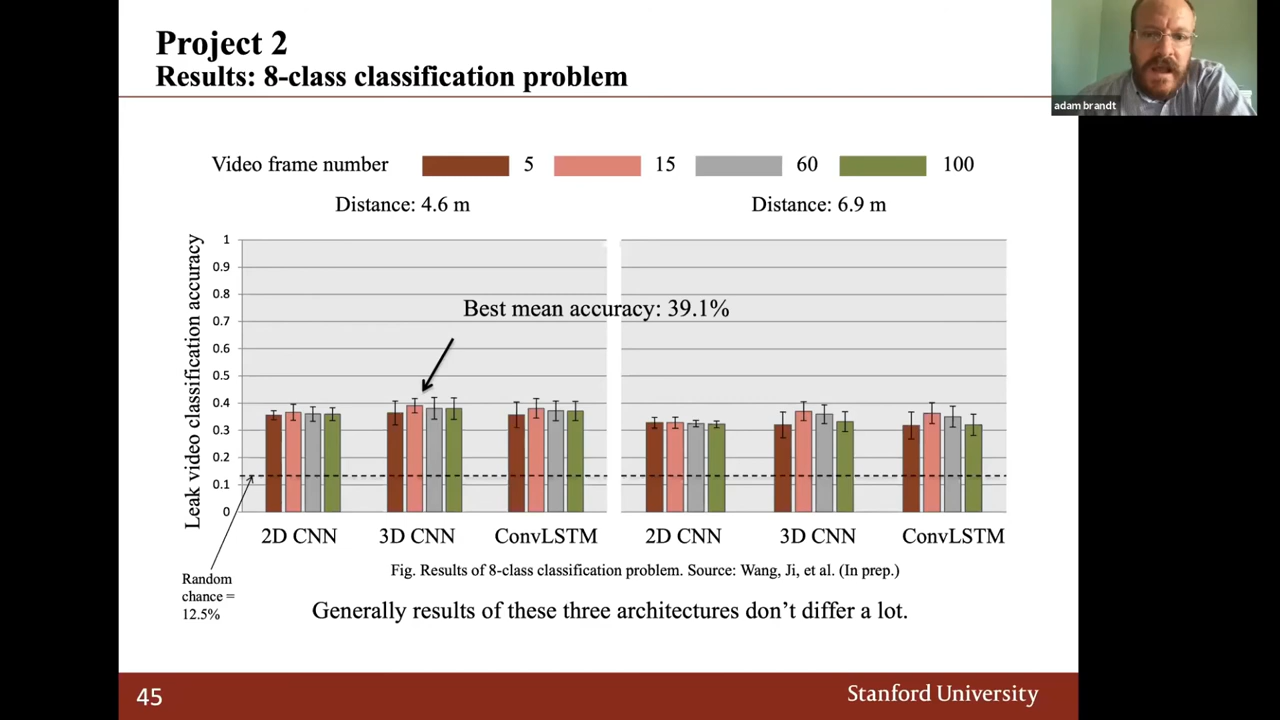 Project 2
Results: 8-class classification problem
adam brandt
Video frame number 5 15 60 100
Distance: 4.6 m Distance: 6.9 m
Leak video classification accuracy
1
0.9
0.8
0.7
0.6
0.5
0.4
0.3
0.2
0.1
0
Best mean accuracy: 39.1%
2D CNN 3D CNN ConvLSTM 2D CNN 3D CNN ConvLSTM
Random
chance =
12.5%
Fig. Results of 8-class classification problem. Source: Wang, Ji, et al. (In prep.)
Generally results of these three architectures don’t differ a lot.
45
Stanford University